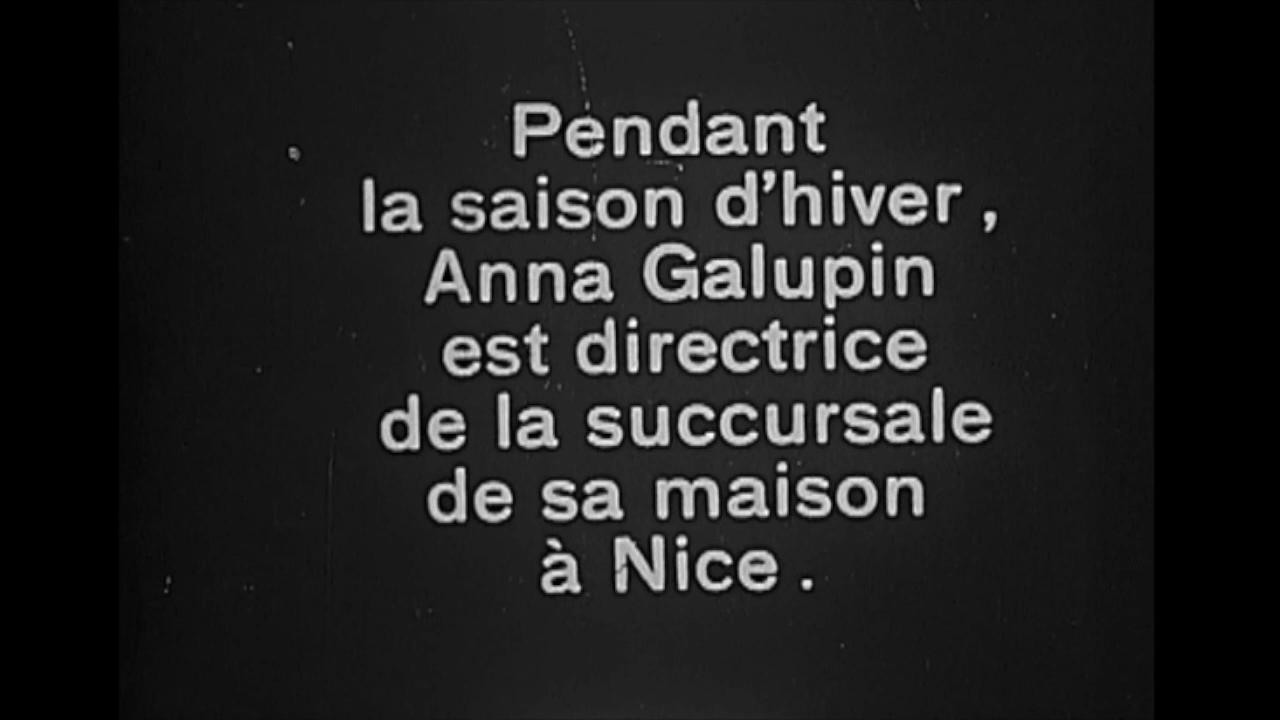 Pendant
la saison d'hiver,
Anna Galupin
est directrice
de la succursale
de sa maison
à Nice.